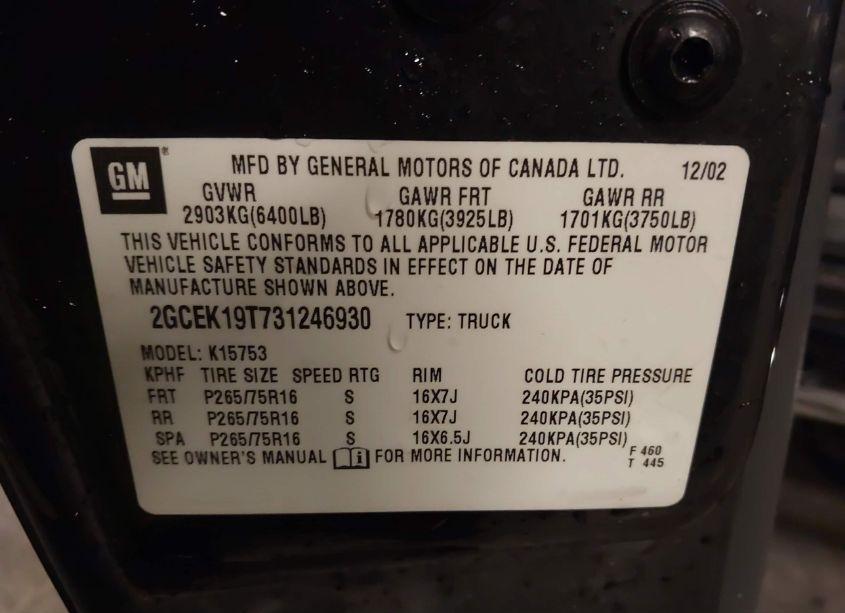 GM ® MFD BY GENERAL MOTORS OF CANADA LTD. 12/02
GVWR GAWR FRT GAWR RR
2903KG(6400LB) 1780KG(3925LB) 1701KG(3750LB)
THIS VEHICLE CONFORMS TO ALL APPLICABLE U.S. FEDERAL MOTOR
VEHICLE SAFETY STANDARDS IN EFFECT ON THE DATE OF
MANUFACTURE SHOWN ABOVE.
2GCEK19T731246930 TYPE: TRUCK
MODEL: K15753
KPHF TIRE SIZE SPEED RTG RIM COLD TIRE PRESSURE
FRT P265/75R16 S 16X7J 240KPA(35PSI)
RR P265/75R16 S 16X7J 240KPA(35PSI)
SPA P265/75R16 S 16X6.5J 240KPA(35PSI)
SEE OWNER'S MANUAL i FOR MORE INFORMATION. F 460
T 445